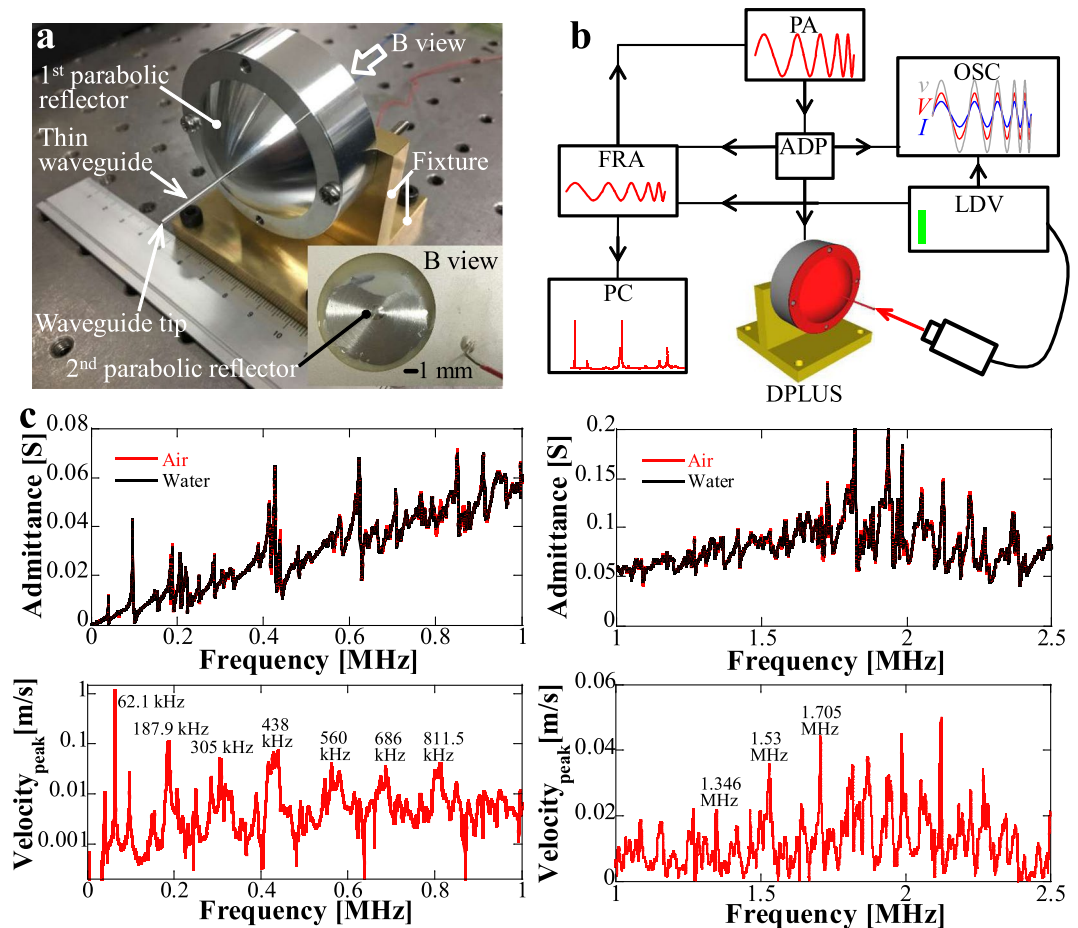 a
B view
1st parabolic
reflector
Thin
waveguide
Fixture
B view
Waveguide tip
2nd parabolic reflector
1 mm
b
PA
OSC
v
V
I
ADP
FRA
LDV
PC
DPLUS
c
Admittance [S]
0.08
0.06
0.04
0.02
0
Air
Water
0 0.2 0.4 0.6 0.8 1
Frequency [MHz]
Admittance [S]
0.2
0.15
0.1
0.05
0
Air
Water
1 1.5 2 2.5
Frequency [MHz]
Velocitypeak[m/s]
1
0.1
0.01
0.001
62.1 kHz
187.9 kHz
305 kHz
438
kHz
560
kHz
686
kHz
811.5
kHz
0 0.2 0.4 0.6 0.8 1
Frequency [MHz]
Velocitypeak[m/s]
0.06
0.04
0.02
0
1.346
MHz
1.53
MHz
1.705
MHz
1 1.5 2 2.5
Frequency [MHz]